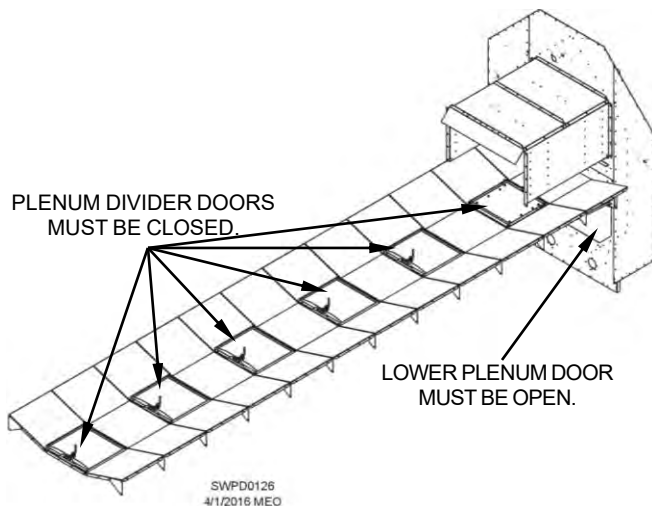 PLENUM DIVIDER DOORS
MUST BE CLOSED.
LOWER PLENUM DOOR
MUST BE OPEN.
SWPD0126
4/1/2016 MEO